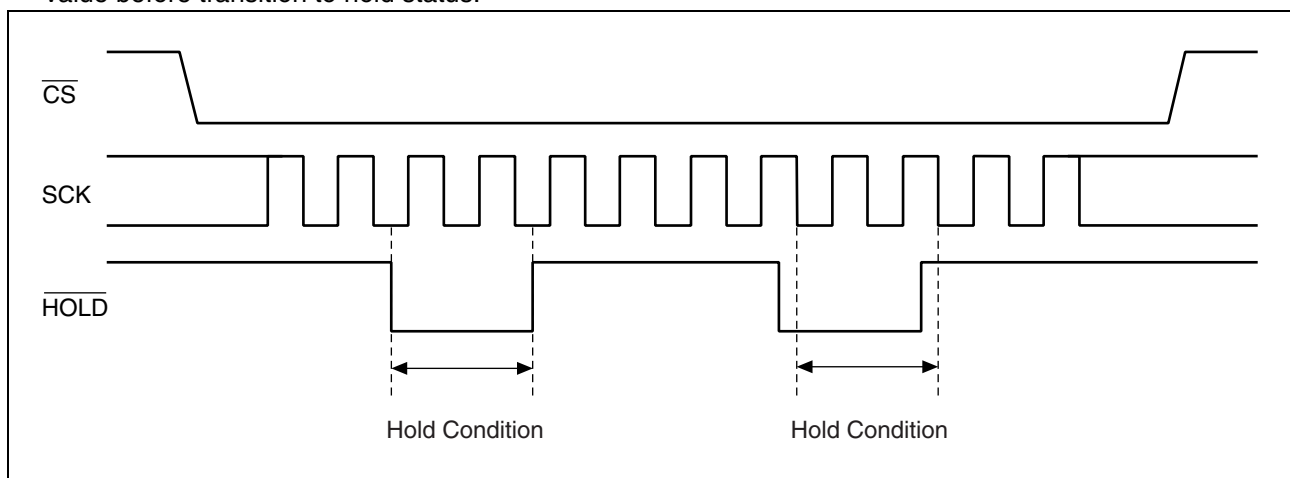 value before transition to hold status.
CS
SCK
HOLD
Hold Condition Hold Condition